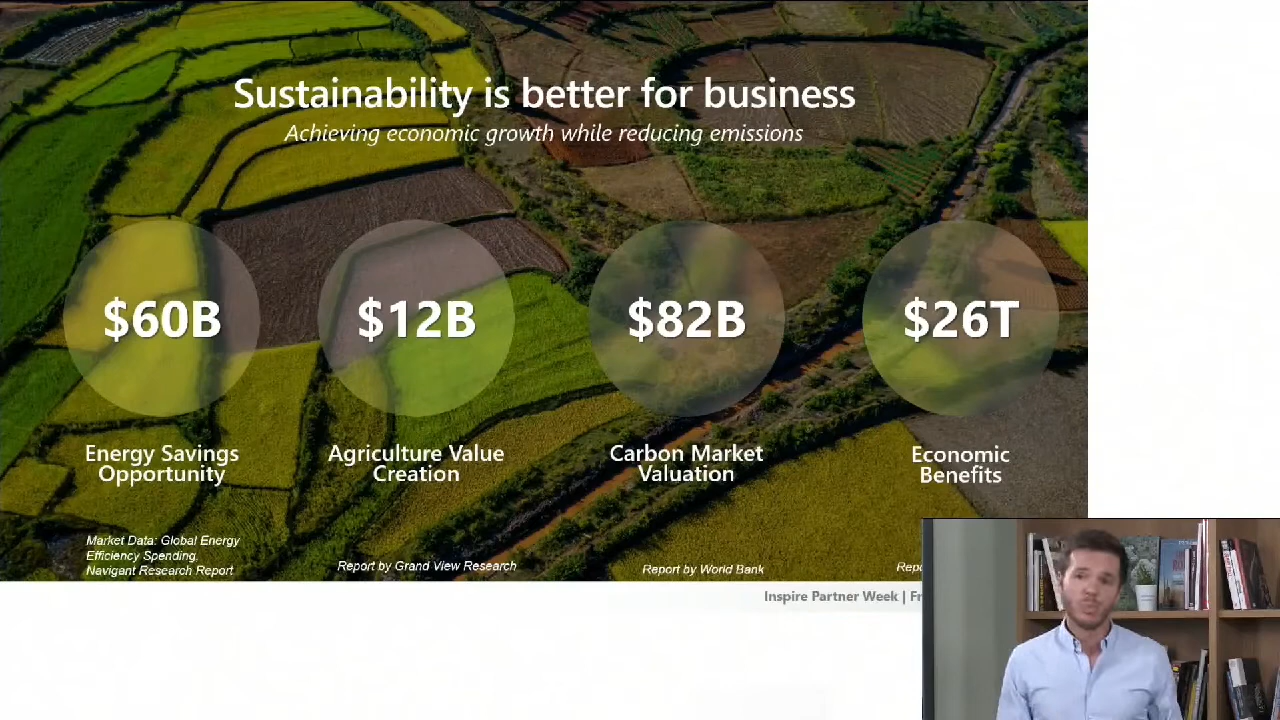 Sustainability is better for business
Achieving economic growth while reducing emissions
$60B
$12B
$82B
$26T
Energy Savings
Opportunity
Agriculture Value
Creation
Carbon Market
Valuation
Economic
Benefits
Market Data: Global Energy
Efficiency Spending.
Navigant Research Report
Report by Grand View Research
Report by World Bank
Inspire Partner Week |